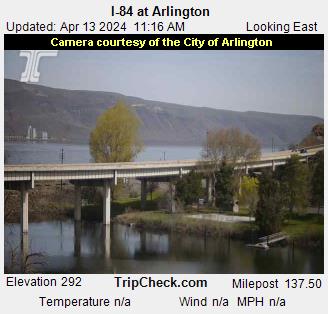 I-84 at Arlington
Updated: Apr 13 2024 11:16 AM Looking East
Camera courtesy of the City of Arlington
Elevation 292 TripCheck.com Milepost 137.50
Temperature n/a Wind n/a MPH n/a